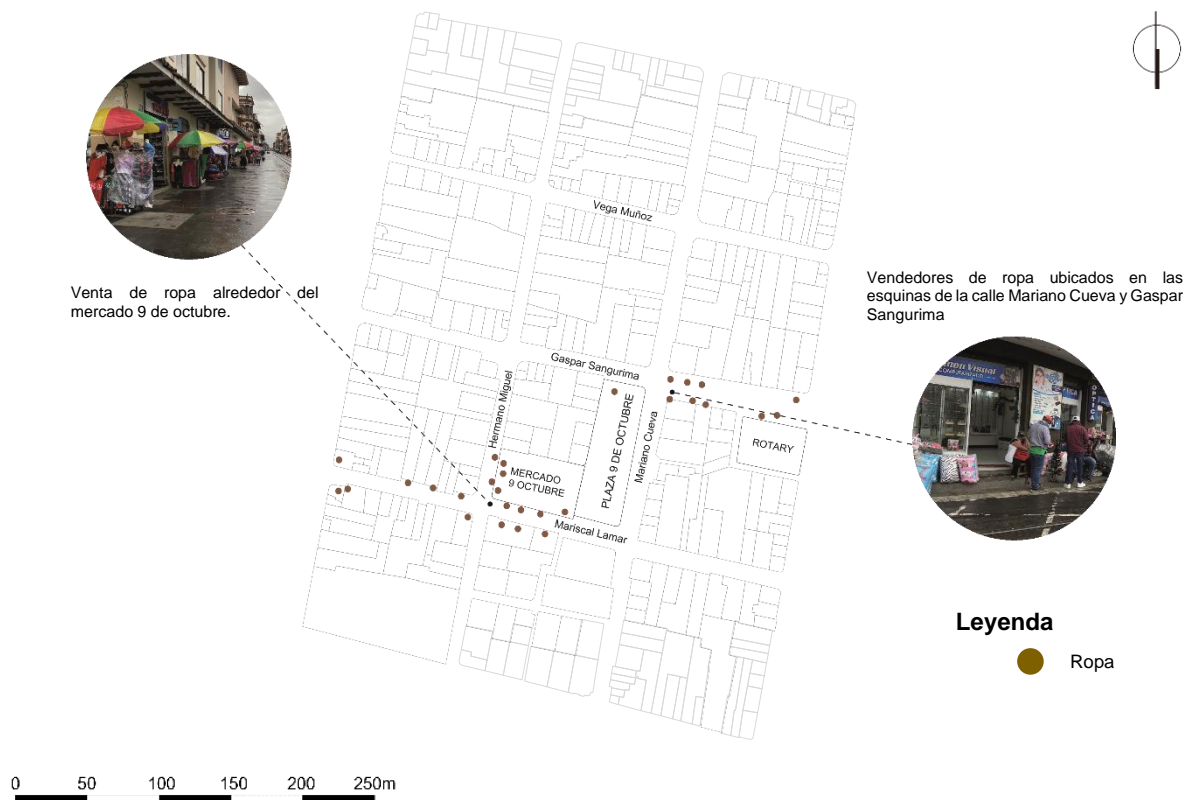 Vega Muñoz
Venta de ropa alrededor del
mercado 9 de octubre.
Vendedores de ropa ubicados en las
esquinas de la calle Mariano Cueva y Gaspar
Sangurima
Gaspar Sangurima
Hermano Miguel
PLAZA 9 DE OCTUBRE
Mariano Cueva
ROTARY
MERCADO
9 OCTUBRE
Mariscal Lamar
OPTICA
Leyenda
Ropa
0 50 100 150 200 250m